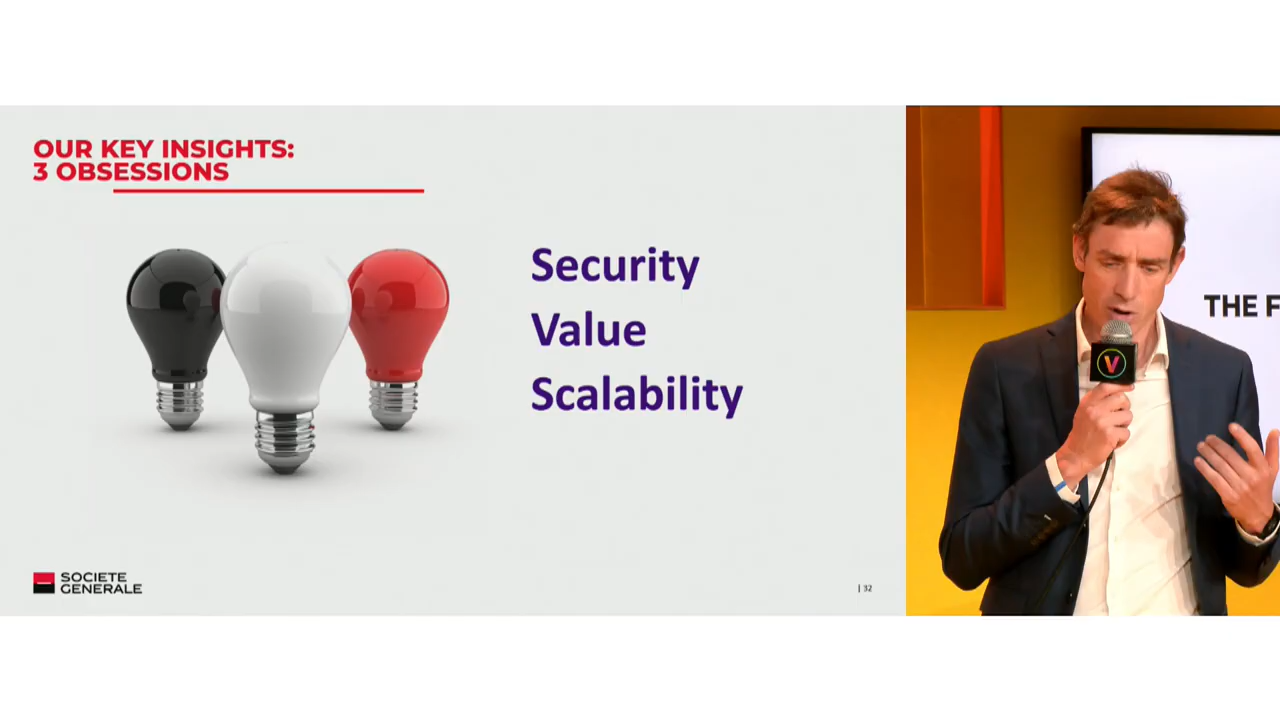 OUR KEY INSIGHTS:
3 OBSESSIONS
Security
Value
Scalability
SOCIETE
GENERALE
| 32
THE F
V